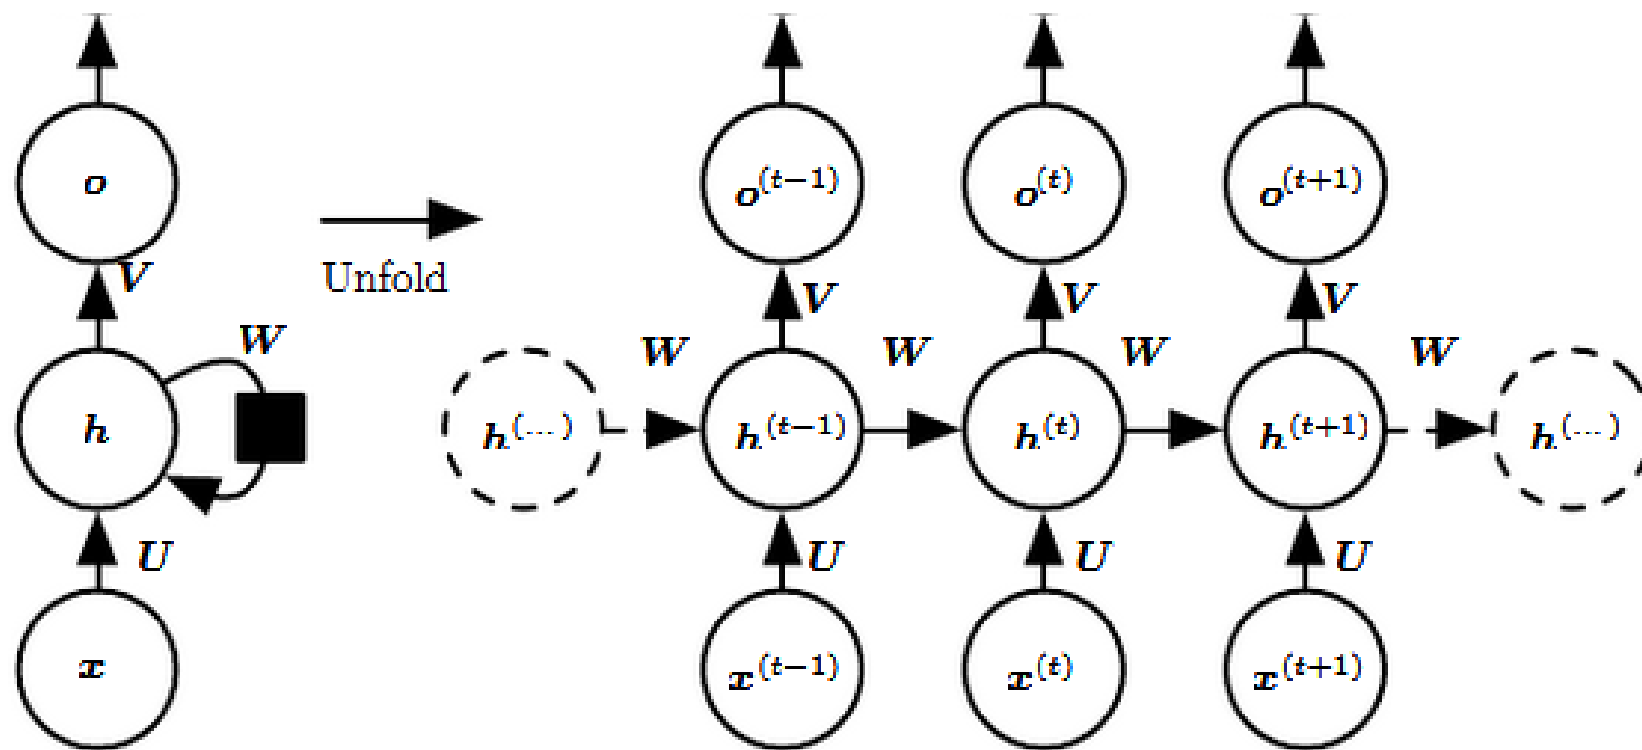 o
V
W
h
U
x
Unfold
o^(t−1) o^(t) o^(t+1)
V V V
W W W W
h^(...) h^(t−1) h^(t) h^(t+1) h^(...)
U U U
x^(t−1) x^(t) x^(t+1)